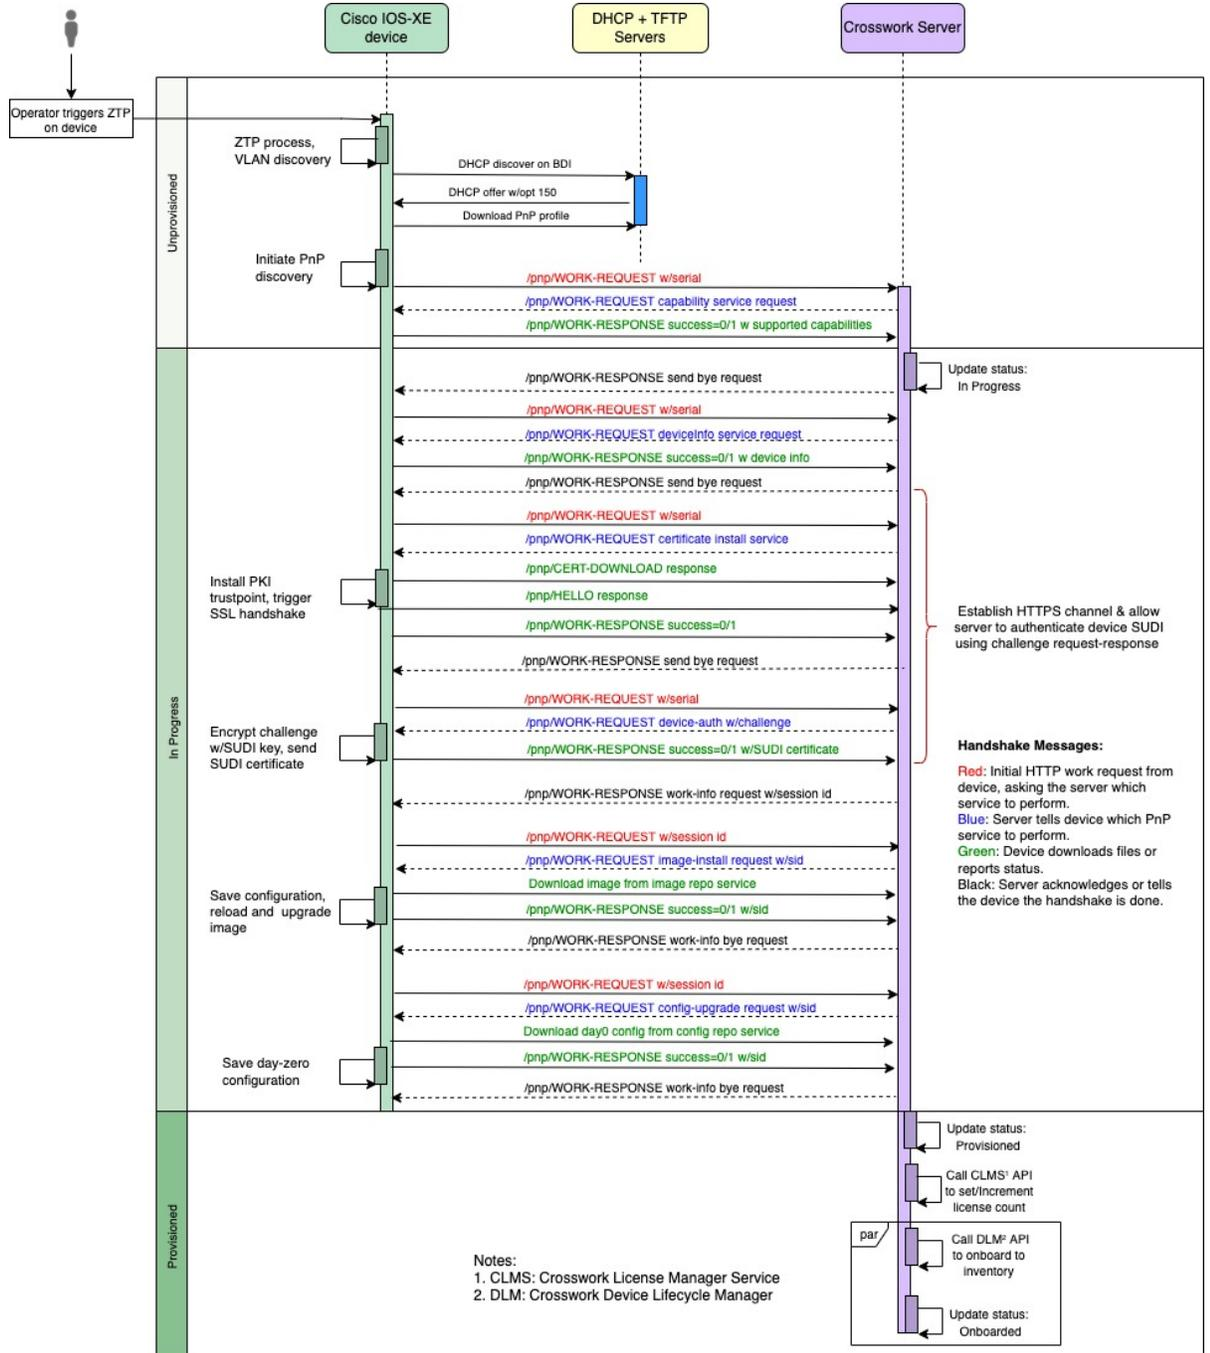 Cisco IOS-XE
device
DHCP + TFTP
Servers
Crosswork Server
Operator triggers ZTP
on device
Unprovisioned
ZTP process,
VLAN discovery
DHCP discover on BDI
DHCP offer w/opt 150
Download PnP profile
Initiate PnP
discovery
/pnp/WORK-REQUEST w/serial
/pnp/WORK-REQUEST capability service request
/pnp/WORK-RESPONSE success=0/1 w supported capabilities
In Progress
Update status:
In Progress
/pnp/WORK-RESPONSE send bye request
/pnp/WORK-REQUEST w/serial
/pnp/WORK-REQUEST deviceInfo service request
/pnp/WORK-RESPONSE success=0/1 w device info
/pnp/WORK-RESPONSE send bye request
/pnp/WORK-REQUEST w/serial
/pnp/WORK-REQUEST certificate install service
/pnp/CERT-DOWNLOAD response
Install PKI
trustpoint, trigger
SSL handshake
/pnp/HELLO response
/pnp/WORK-RESPONSE success=0/1
Establish HTTPS channel & allow
server to authenticate device SUDI
using challenge request-response
/pnp/WORK-RESPONSE send bye request
/pnp/WORK-REQUEST w/serial
/pnp/WORK-REQUEST device-auth w/challenge
Encrypt challenge
w/SUDI key, send
SUDI certificate
/pnp/WORK-RESPONSE success=0/1 w/SUDI certificate
Handshake Messages:
Red: Initial HTTP work request from
device, asking the server which
service to perform.
Blue: Server tells device which PnP
service to perform.
Green: Device downloads files or
reports status.
Black: Server acknowledges or tells
the device the handshake is done.
/pnp/WORK-RESPONSE work-info request w/session id
/pnp/WORK-REQUEST w/session id
/pnp/WORK-REQUEST image-install request w/sid
Download image from image repo service
Save configuration,
reload and upgrade
image
/pnp/WORK-RESPONSE success=0/1 w/sid
/pnp/WORK-RESPONSE work-info bye request
/pnp/WORK-REQUEST w/session id
/pnp/WORK-REQUEST config-upgrade request w/sid
Download day0 config from config repo service
Save day-zero
configuration
/pnp/WORK-RESPONSE success=0/1 w/sid
/pnp/WORK-RESPONSE work-info bye request
Provisioned
Update status:
Provisioned
Call CLMS¹ API
to set/Increment
license count
par
Call DLM² API
to onboard to
inventory
Update status:
Onboarded
Notes:
1. CLMS: Crosswork License Manager Service
2. DLM: Crosswork Device Lifecycle Manager